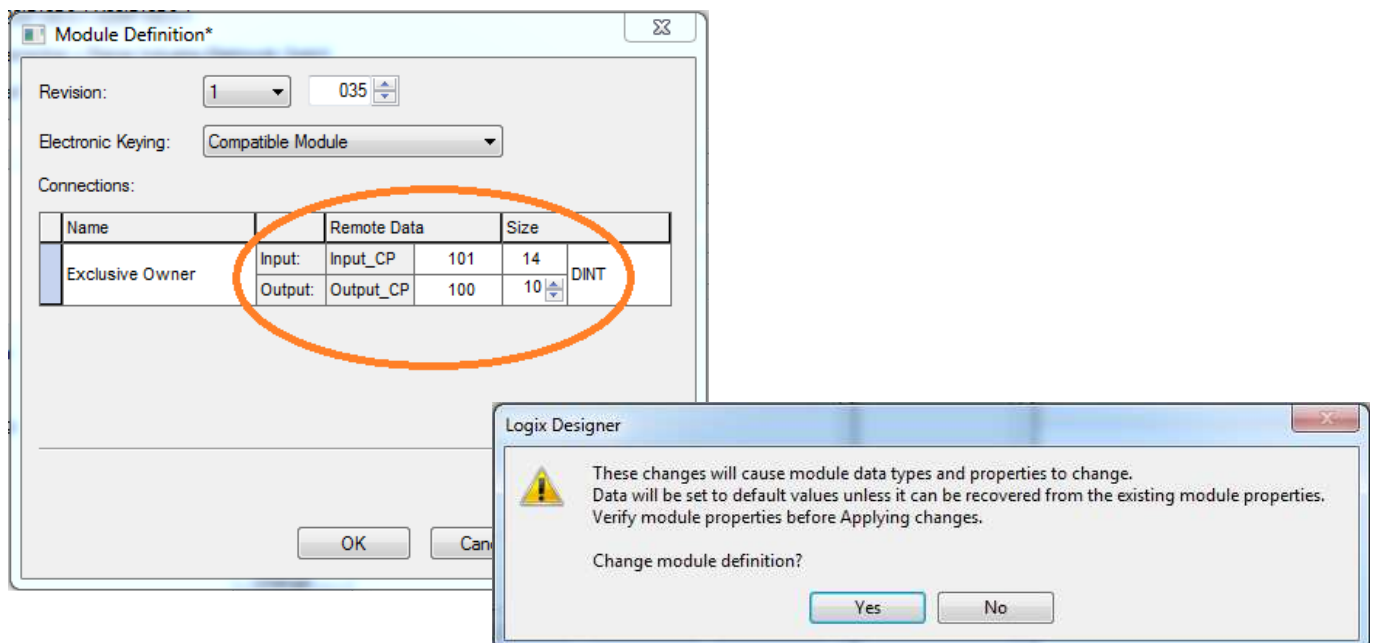 Module Definition*
Revision: 1 035
Electronic Keying: Compatible Module
Connections:
Name Remote Data Size
Exclusive Owner
Input: Input_CP 101 14
DINT
Output: Output_CP 100 10
OK
Logix Designer
These changes will cause module data types and properties to change.
Data will be set to default values unless it can be recovered from the existing module properties.
Verify module properties before Applying changes.
Change module definition?
Yes No